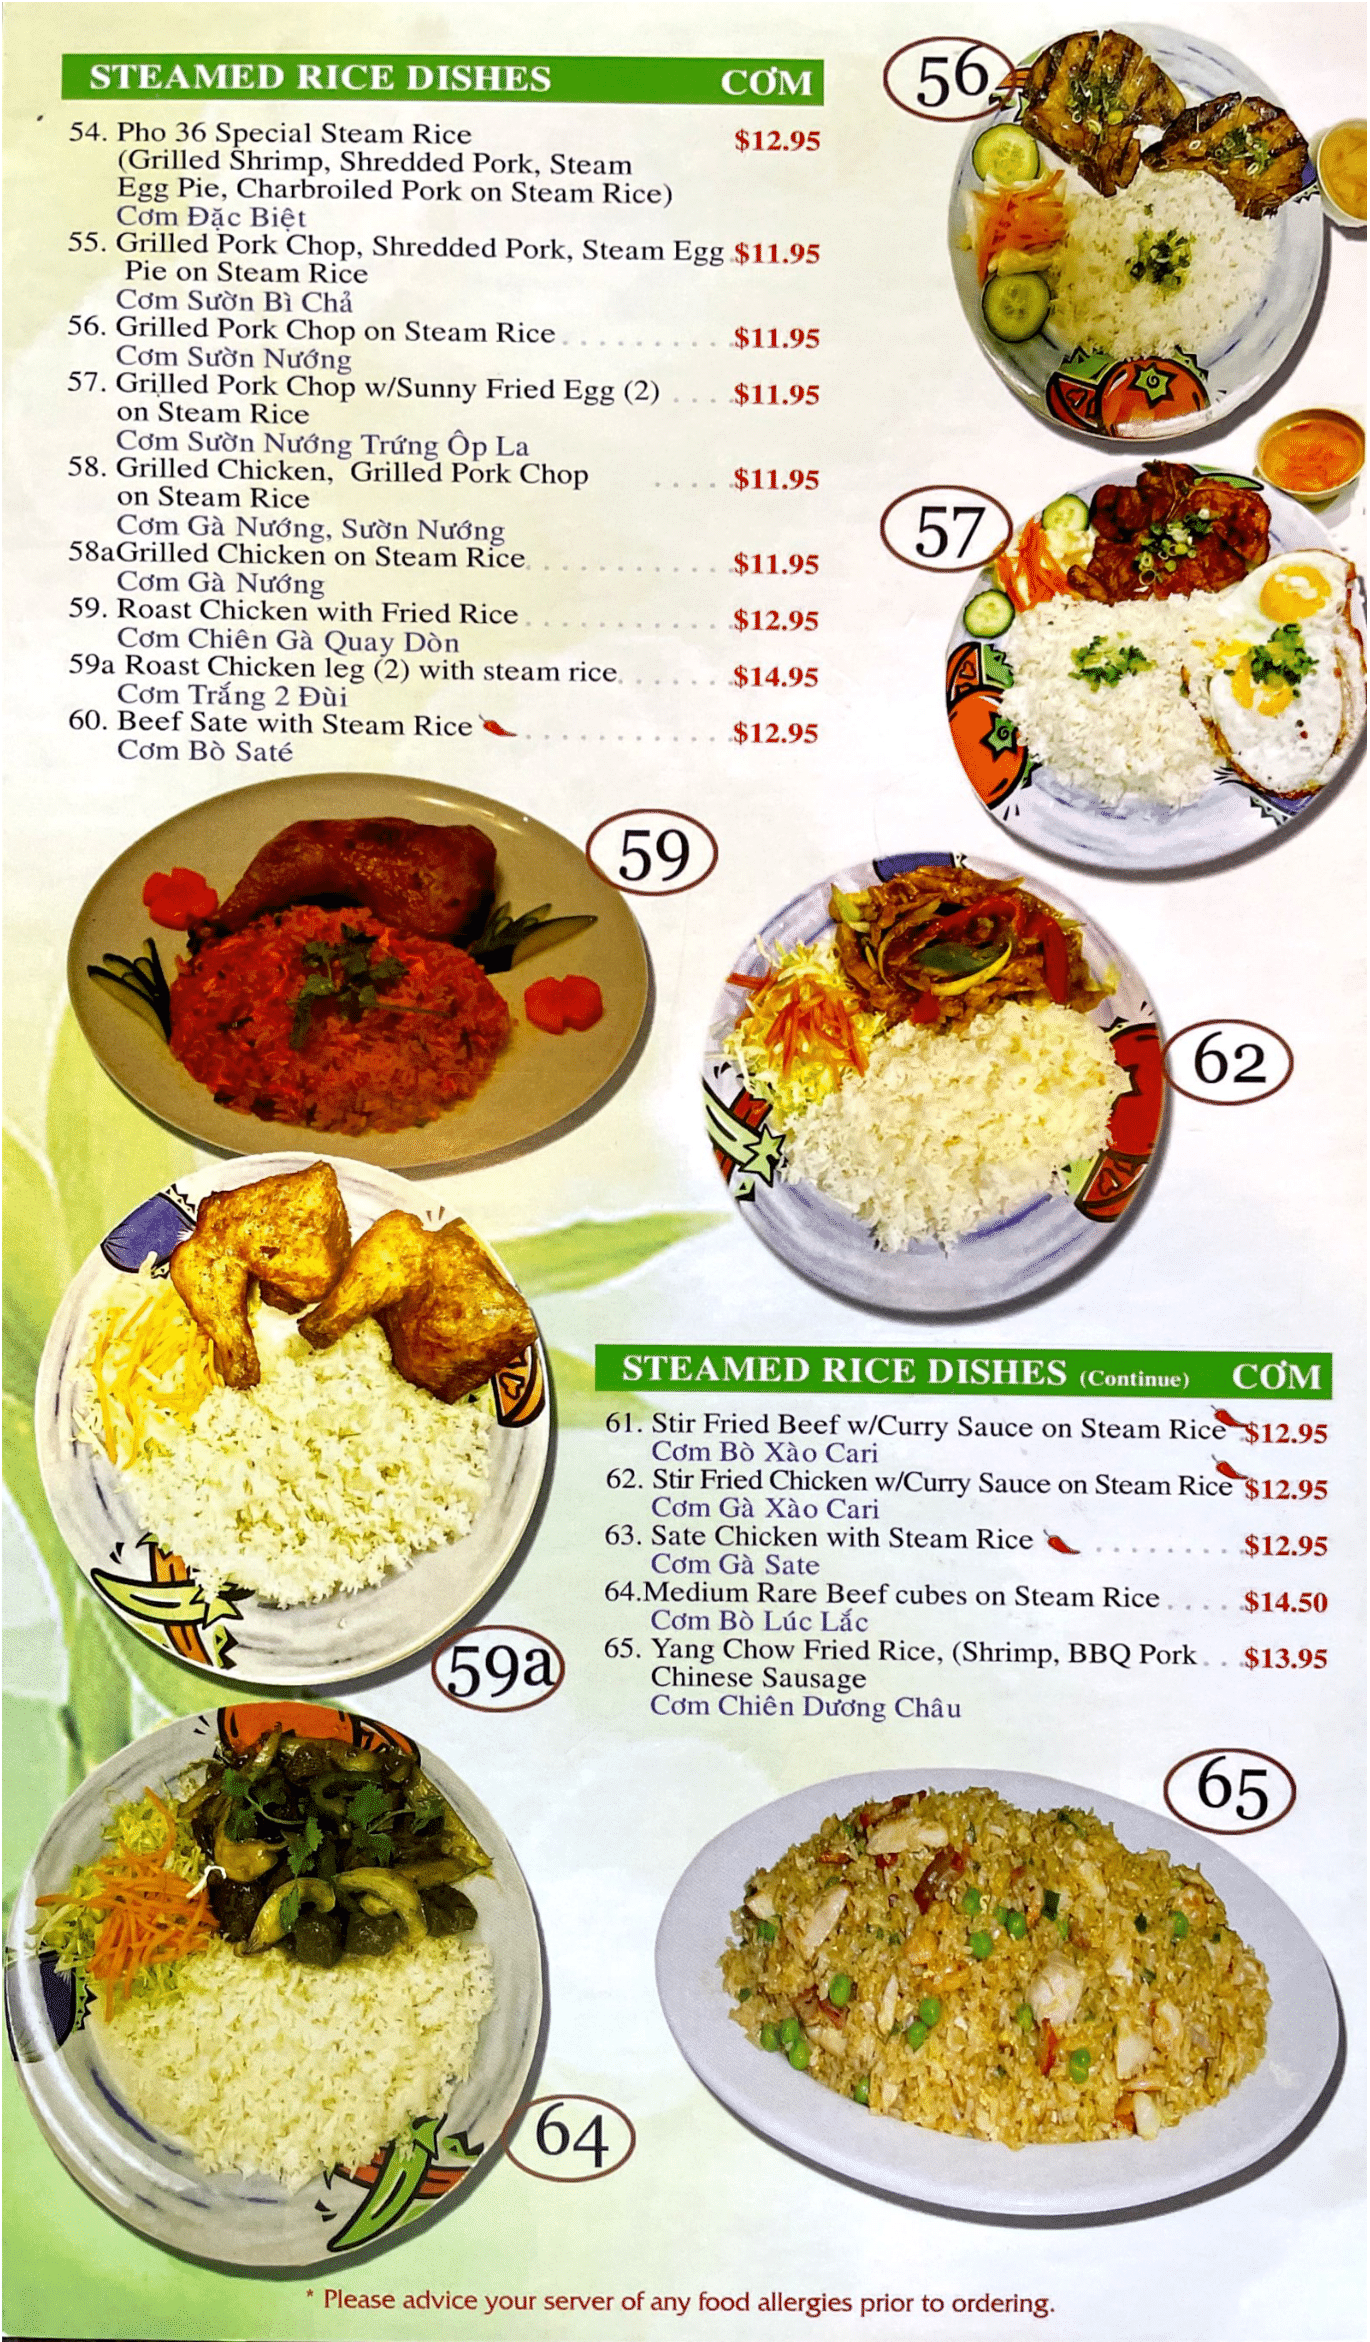 STEAMED RICE DISHES CƠM
54. Pho 36 Special Steam Rice $12.95
(Grilled Shrimp, Shredded Pork, Steam
Egg Pie, Charbroiled Pork on Steam Rice)
Cơm Đặc Biệt
55. Grilled Pork Chop, Shredded Pork, Steam Egg $11.95
Pie on Steam Rice
Cơm Sườn Bì Chả
56. Grilled Pork Chop on Steam Rice $11.95
Cơm Sườn Nướng
57. Grilled Pork Chop w/Sunny Fried Egg (2) $11.95
on Steam Rice
Cơm Sườn Nướng Trứng Ôp La
58. Grilled Chicken, Grilled Pork Chop $11.95
on Steam Rice
Cơm Gà Nướng, Sườn Nướng
58a Grilled Chicken on Steam Rice $11.95
Cơm Gà Nướng
59. Roast Chicken with Fried Rice $12.95
Cơm Chiên Gà Quay Dòn
59a Roast Chicken leg (2) with steam rice $14.95
Cơm Trắng 2 Đùi
60. Beef Sate with Steam Rice $12.95
Cơm Bò Saté
56
57
59
62
59a
STEAMED RICE DISHES (Continue) CƠM
61. Stir Fried Beef w/Curry Sauce on Steam Rice $12.95
Cơm Bò Xào Cari
62. Stir Fried Chicken w/Curry Sauce on Steam Rice $12.95
Cơm Gà Xào Cari
63. Sate Chicken with Steam Rice $12.95
Cơm Gà Sate
64. Medium Rare Beef cubes on Steam Rice $14.50
Cơm Bò Lúc Lắc
65. Yang Chow Fried Rice, (Shrimp, BBQ Pork $13.95
Chinese Sausage
Cơm Chiên Dương Châu
65
64
* Please advice your server of any food allergies prior to ordering.